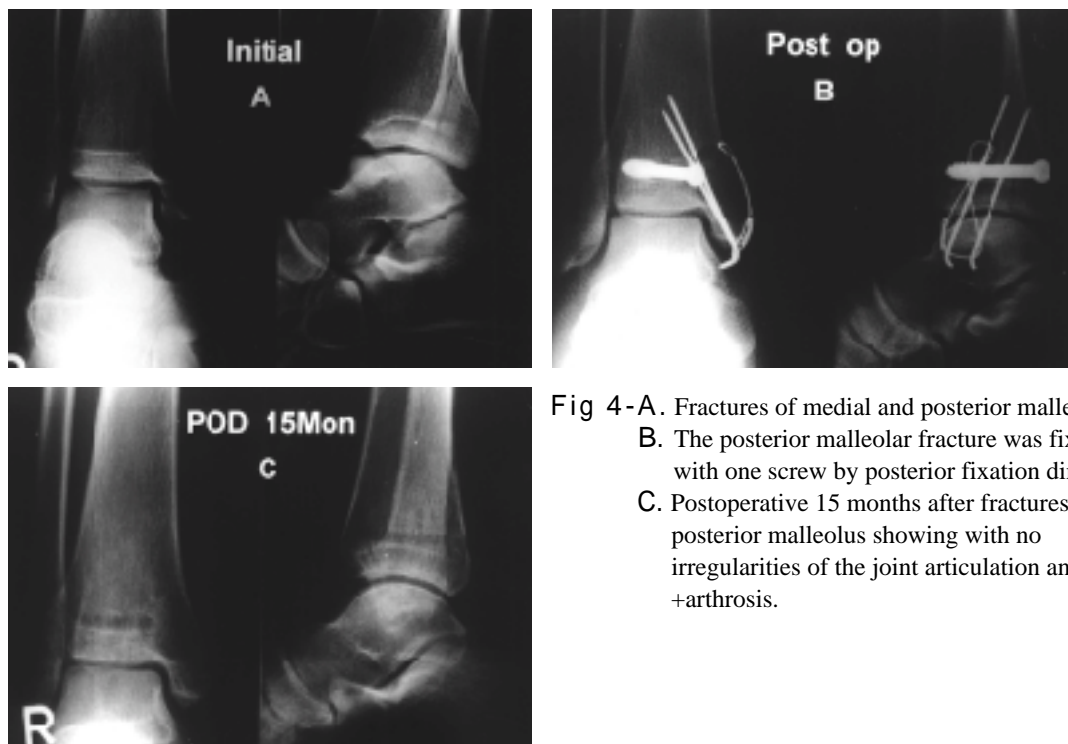 Initial
A
Post op
B
POD 15Mon
C
R
Fig 4-A. Fractures of medial and posterior malle
B. The posterior malleolar fracture was fix
with one screw by posterior fixation di
C. Postoperative 15 months after fractures
posterior malleolus showing with no
irregularities of the joint articulation an
+arthrosis.